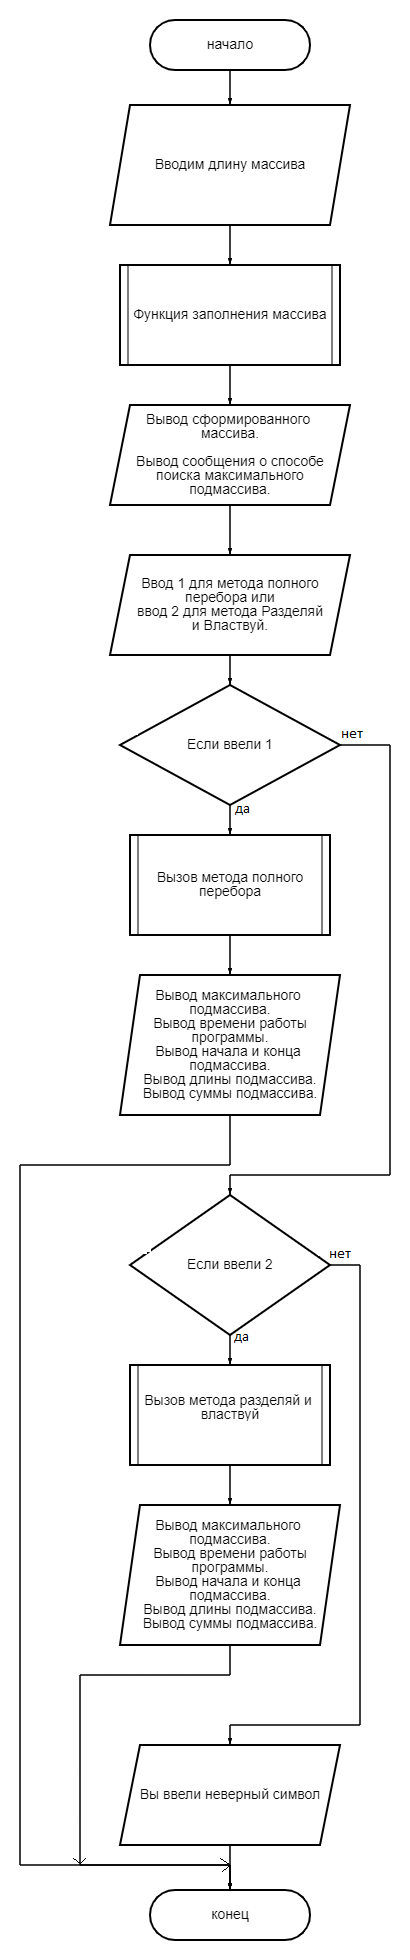 начало
Вводим длину массива
Функция заполнения массива
Вывод сформированного
массива.
Вывод сообщения о способе
поиска максимального
подмассива.
Ввод 1 для метода полного
перебора или
ввод 2 для метода Разделяй
и Властвуй.
Если ввели 1
нет
да
Вызов метода полного
перебора
Вывод максимального
подмассива.
Вывод времени работы
программы.
Вывод начала и конца
подмассива.
Вывод длины подмассива.
Вывод суммы подмассива.
Если ввели 2
нет
да
Вызов метода разделяй и
властвуй
Вывод максимального
подмассива.
Вывод времени работы
программы.
Вывод начала и конца
подмассива.
Вывод длины подмассива.
Вывод суммы подмассива.
Вы ввели неверный символ
конец